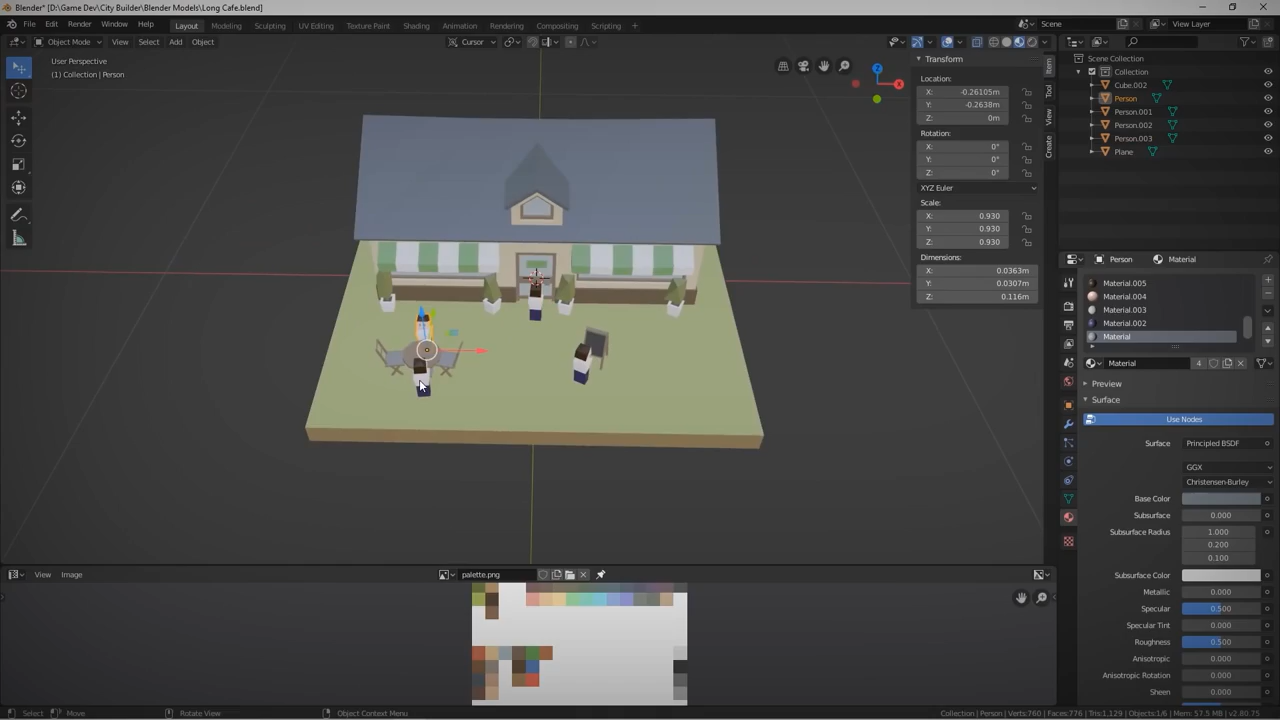 Blender* [D:\Game Dev\City Builder\Blender Models\Long Cafe.blend]
File Edit Render Window Help Layout Modeling Sculpting UV Editing Texture Paint Shading Animation Rendering Compositing Scripting + Scene View Layer
Object Mode View Select Add Object Cursor
User Perspective
(1) Collection | Person
Transform
Location:
X: -0.26105m
Y: -0.2638m
Z: 0m
Rotation:
X: 0°
Y: 0°
Z: 0°
XYZ Euler
Scale:
X: 0.930
Y: 0.930
Z: 0.930
Dimensions:
X: 0.0363m
Y: 0.0307m
Z: 0.116m
Z
X
Item
Tool
View
Create
Scene Collection
Collection
Cube.002
Person
Person.001
Person.002
Person.003
Plane
Person Material
Material.005
Material.004
Material.003
Material.002
Material
Material 4
Preview
Surface
Use Nodes
Surface Principled BSDF
GGX
Christensen-Burley
Base Color
Subsurface 0.000
Subsurface Radius 1.000
0.200
0.100
Subsurface Color
Metallic 0.000
Specular 0.500
Specular Tint 0.000
Roughness 0.500
Anisotropic 0.000
Anisotropic Rotation 0.000
Sheen 0.000
View Image palette.png
Select Move Rotate View Object Context Menu Collection | Person | Verts:760 | Faces:776 | Tris:1,129 | Objects:1/6 | Mem: 57.5 MB | v2.80.75